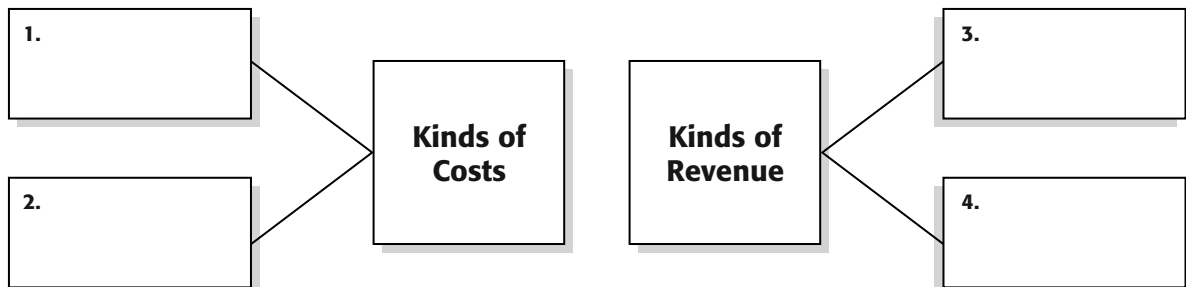 1.
2.
Kinds of
Costs
Kinds of
Revenue
3.
4.